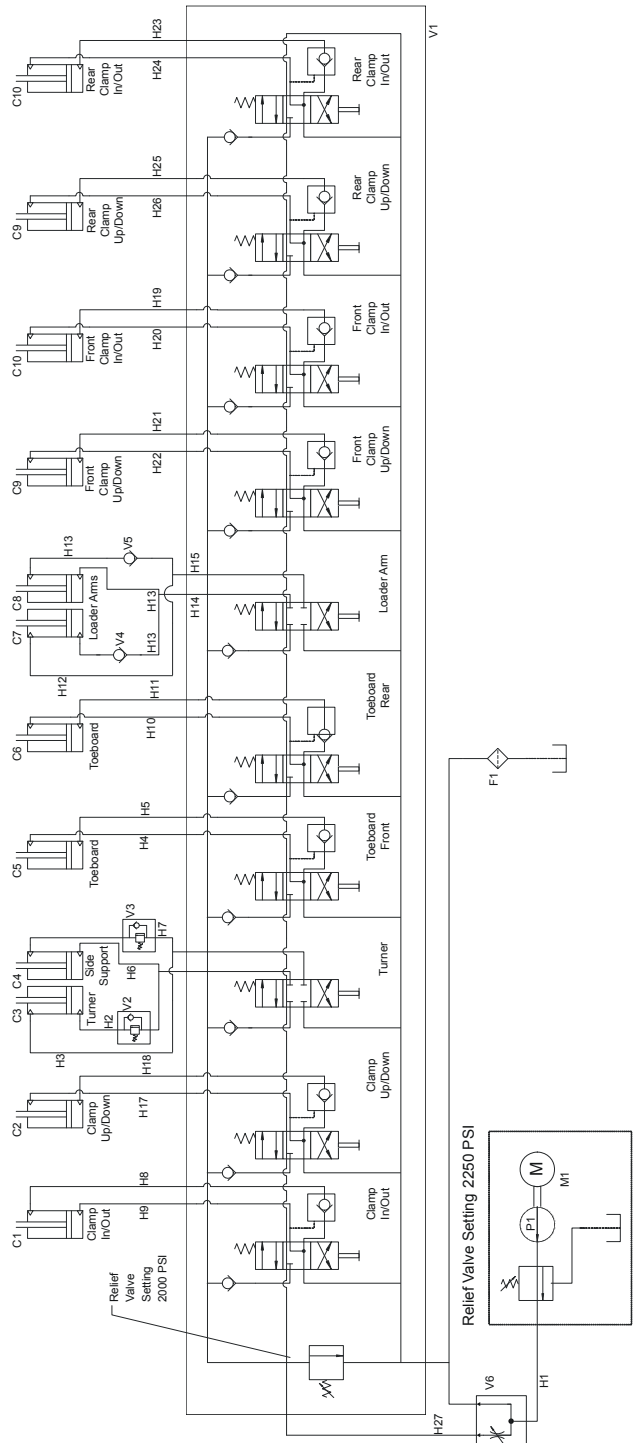 H23
H24
C10
Rear
Clamp
In/Out
Rear
Clamp
In/Out
V1
H25
H26
C9
Rear
Clamp
Up/Down
Rear
Clamp
Up/Down
H19
H20
C10
Front
Clamp
In/Out
Front
Clamp
In/Out
H21
H22
C9
Front
Clamp
Up/Down
Front
Clamp
Up/Down
H13
V5
H15
C8
C7
Loader Arms
H13
H14
V4
H13
H12
Loader Arm
H11
H10
C6
Toeboard
Toeboard
Rear
H5
H4
C5
Toeboard
Toeboard
Front
V3
H7
C4
Side
Support
H6
C3
Turner
H2
V2
H3
H18
Turner
C2
Clamp
Up/Down
H17
Clamp
Up/Down
H8
H9
C1
Clamp
In/Out
Clamp
In/Out
Relief
Valve
Setting
2000 PSI
F1
Relief Valve Setting 2250 PSI
M
M1
P1
V6
H1
H27